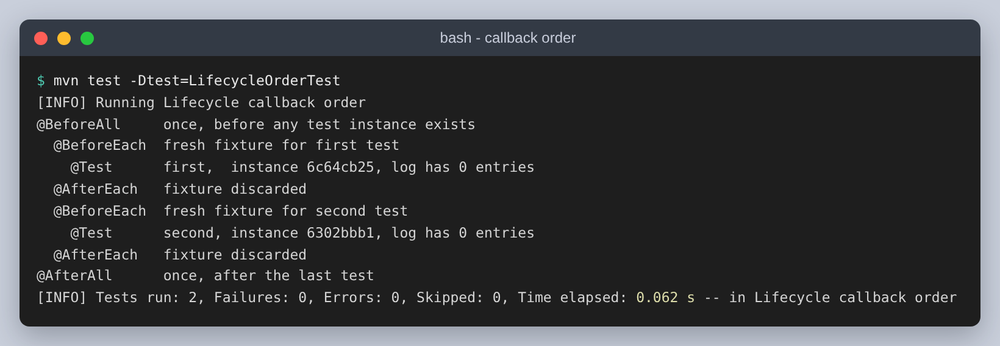 bash - callback order
$ mvn test -Dtest=LifecycleOrderTest
[INFO] Running Lifecycle callback order
@BeforeAll     once, before any test instance exists
  @BeforeEach  fresh fixture for first test
    @Test      first,  instance 6c64cb25, log has 0 entries
  @AfterEach   fixture discarded
  @BeforeEach  fresh fixture for second test
    @Test      second, instance 6302bbb1, log has 0 entries
  @AfterEach   fixture discarded
@AfterAll      once, after the last test
[INFO] Tests run: 2, Failures: 0, Errors: 0, Skipped: 0, Time elapsed: 0.062 s -- in Lifecycle callback order